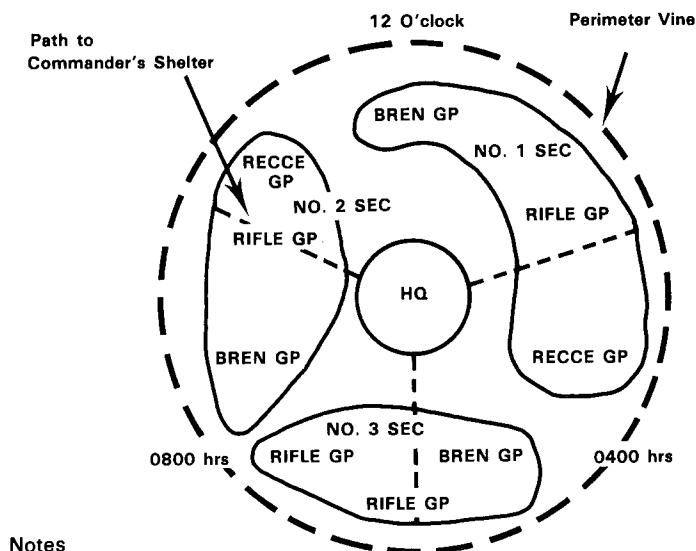 12 O'clock
Perimeter Vine
Path to
Commander's Shelter
BREN GP
RECCE
GP
NO. 1 SEC
NO. 2 SEC
RIFLE GP
RIFLE GP
HQ
BREN GP
RECCE GP
NO. 3 SEC
0800 hrs
RIFLE GP
BREN GP
0400 hrs
RIFLE GP
Notes